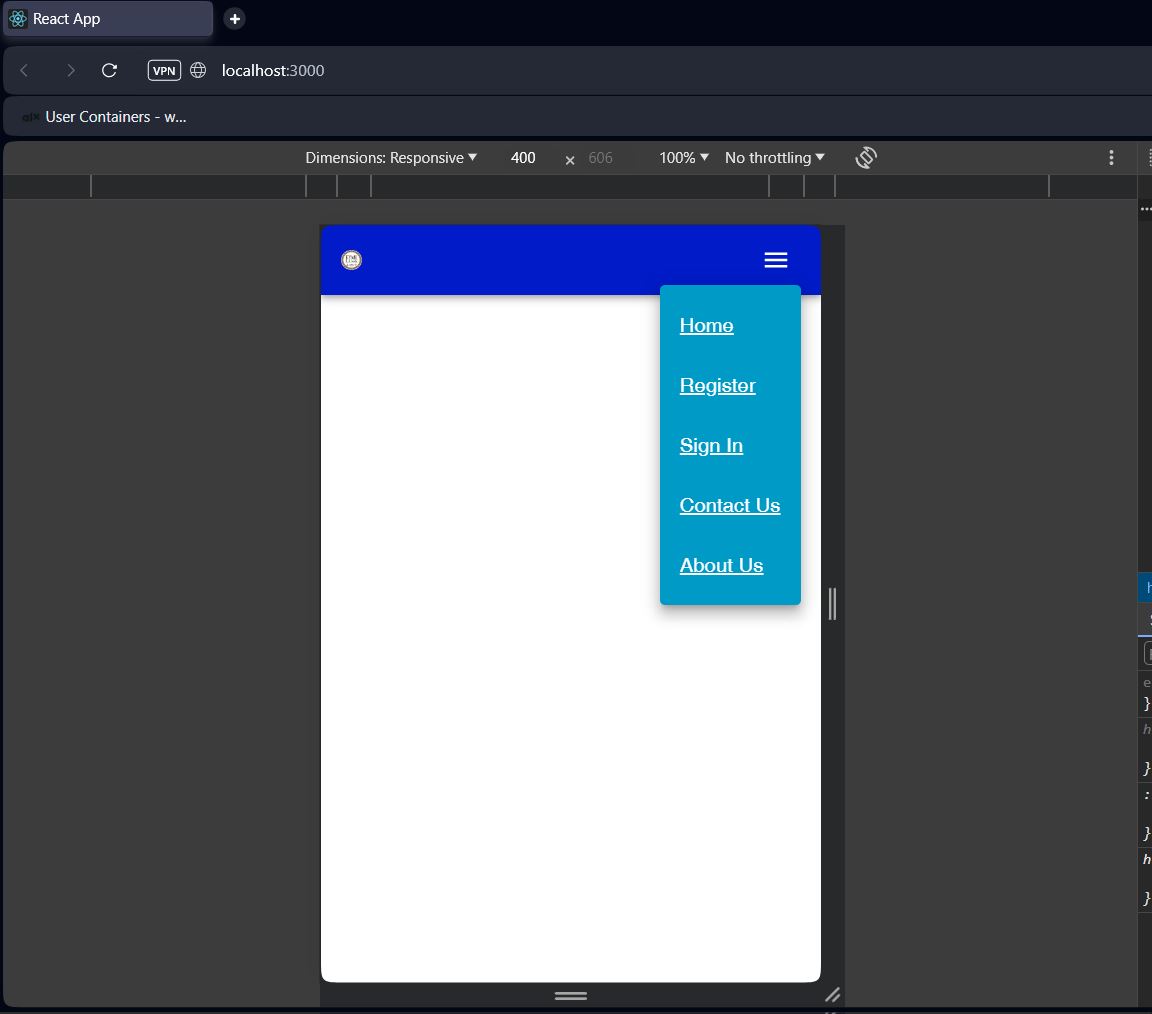 React App
VPN
localhost:3000
alx User Containers - w...
Dimensions: Responsive 400 × 606 100% No throttling
Home
Register
Sign In
Contact Us
About Us